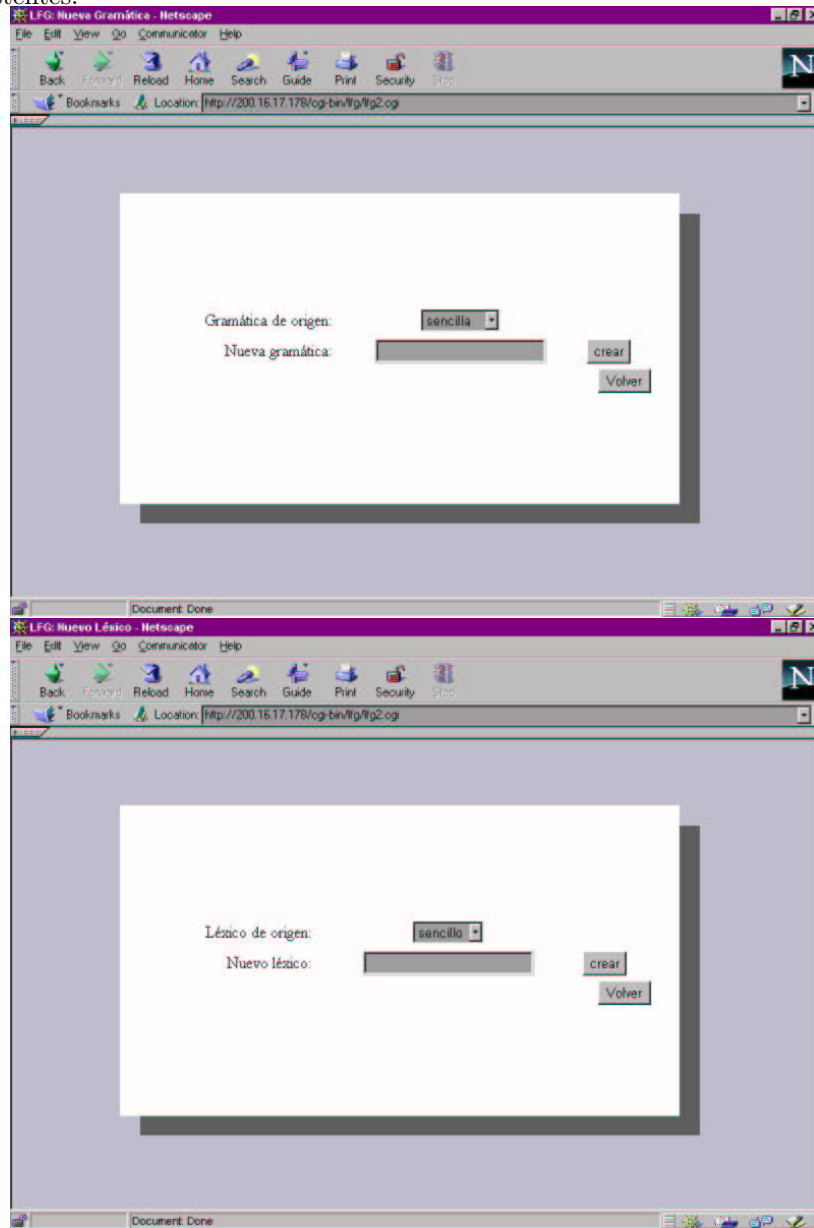 LFG: Nueva Gramática - Netscape
File Edit View Go Communicator Help
Back Forward Reload Home Search Guide Print Security Stop
N
Bookmarks Location: http://200.16.17.178/cgi-bin/lfg/lfg2.cgi
Gramática de origen: sencilla
Nueva gramática: crear
Volver
Document: Done
LFG: Nuevo Léxico - Netscape
File Edit View Go Communicator Help
Back Forward Reload Home Search Guide Print Security Stop
N
Bookmarks Location: http://200.16.17.178/cgi-bin/lfg/lfg2.cgi
Léxico de origen: sencillo
Nuevo léxico: crear
Volver
Document: Done